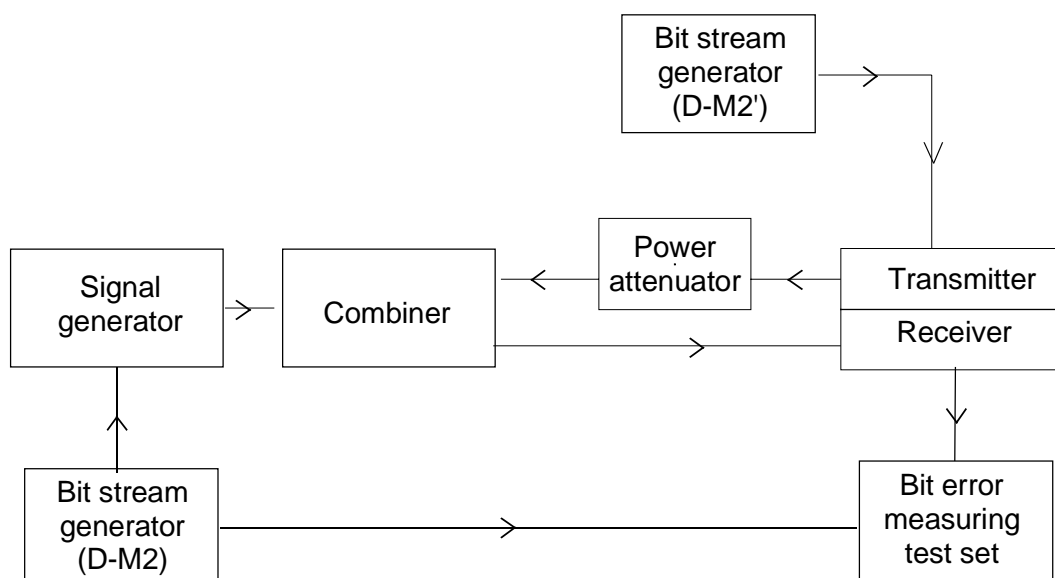 Bit stream
generator
(D-M2')
Power
attenuator
Transmitter
Signal
generator
Combiner
Receiver
Bit stream
generator
(D-M2)
Bit error
measuring
test set